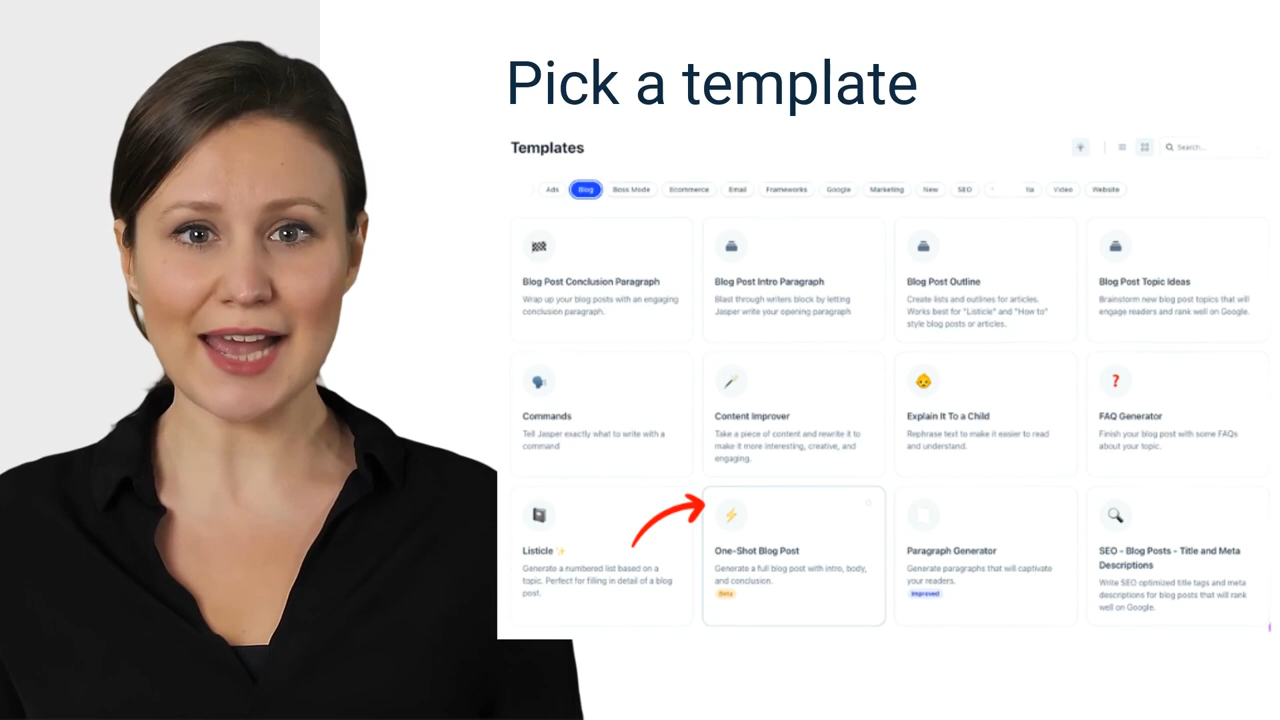 Pick a template
Templates
Search...
Ads Blog Boss Mode Ecommerce Email Frameworks Google Marketing New SEO Video Website
Blog Post Conclusion Paragraph
Wrap up your blog posts with an engaging
conclusion paragraph.
Blog Post Intro Paragraph
Blast through writers block by letting
Jasper write your opening paragraph
Blog Post Outline
Create lists and outlines for articles.
Works best for "Listicle" and "How to"
style blog posts or articles.
Blog Post Topic Ideas
Brainstorm new blog post topics that will
engage readers and rank well on Google.
Commands
Tell Jasper exactly what to write with a
command
Content Improver
Take a piece of content and rewrite it to
make it more interesting, creative, and
engaging.
Explain It To a Child
Rephrase text to make it easier to read
and understand.
FAQ Generator
Finish your blog post with some FAQs
about your topic.
Listicle ✨
Generate a numbered list based on a
topic. Perfect for filling in detail of a blog
post.
One-Shot Blog Post
Generate a full blog post with intro, body,
and conclusion.
Beta
Paragraph Generator
Generate paragraphs that will captivate
your readers.
Improved
SEO - Blog Posts - Title and Meta
Descriptions
Write SEO optimized title tags and meta
descriptions for blog posts that will rank
well on Google.